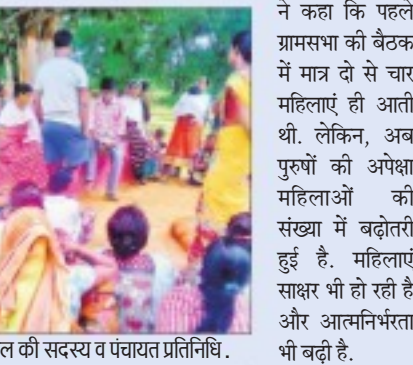 ने कहा कि पहले
ग्रामसभा की बैठक
में मात्र दो से चार
महिलाएं ही आती
थी. लेकिन, अब
पुरुषों की अपेक्षा
महिलाओं की
संख्या में बढ़ोतरी
हुई है. महिलाएं
साक्षर भी हो रही है
और आत्मनिर्भरता
भी बढ़ी है.
ल की सदस्य व पंचायत प्रतिनिधि.